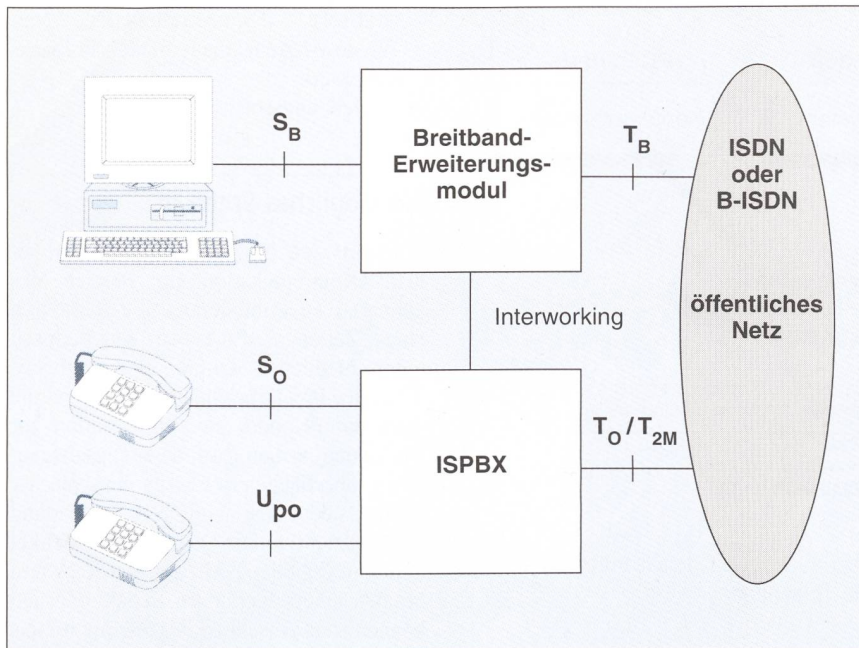 S_B
Breitband-
Erweiterungs-
modul
T_B
ISDN
oder
B-ISDN
öffentliches
Netz
Interworking
S_O
ISPBX
T_O / T_2M
U_po